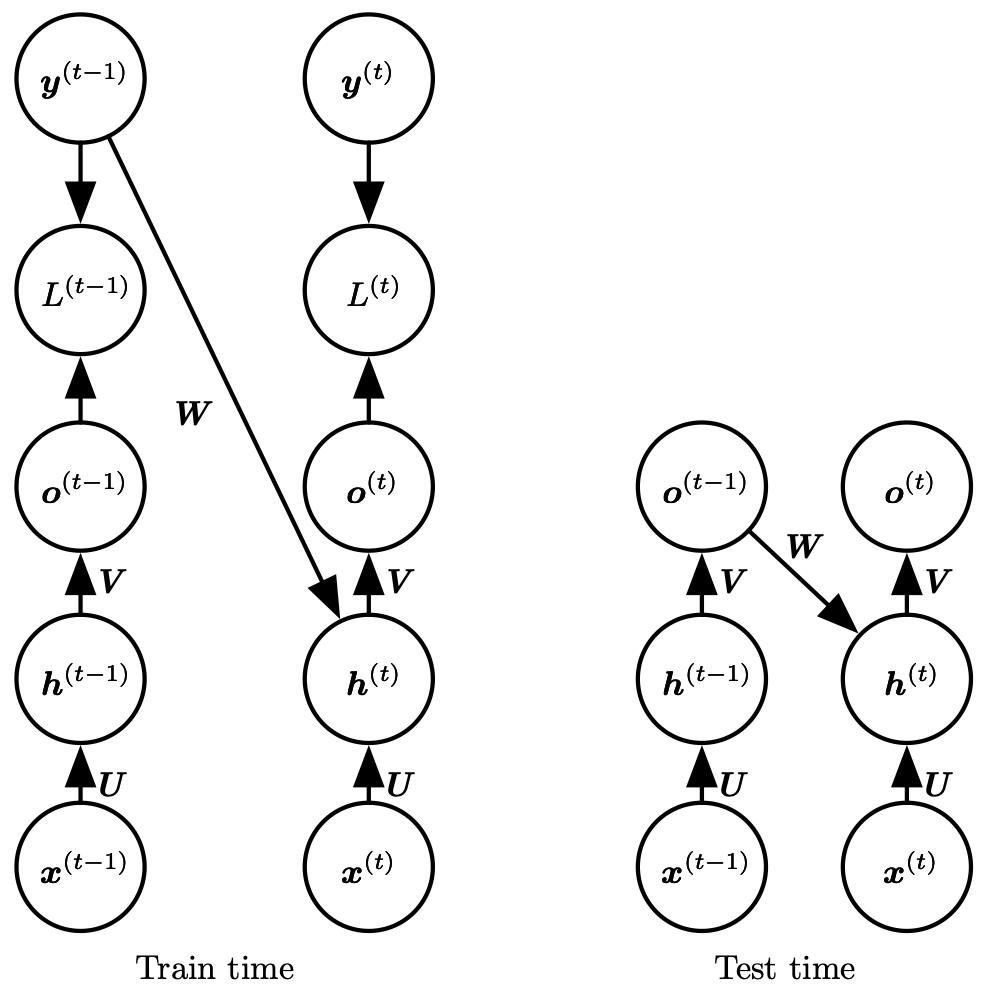 y^(t−1) y^(t)
L^(t−1) L^(t)
W
o^(t−1) o^(t) o^(t−1) o^(t)
W
V V V V
h^(t−1) h^(t) h^(t−1) h^(t)
U U U U
x^(t−1) x^(t) x^(t−1) x^(t)
Train time Test time